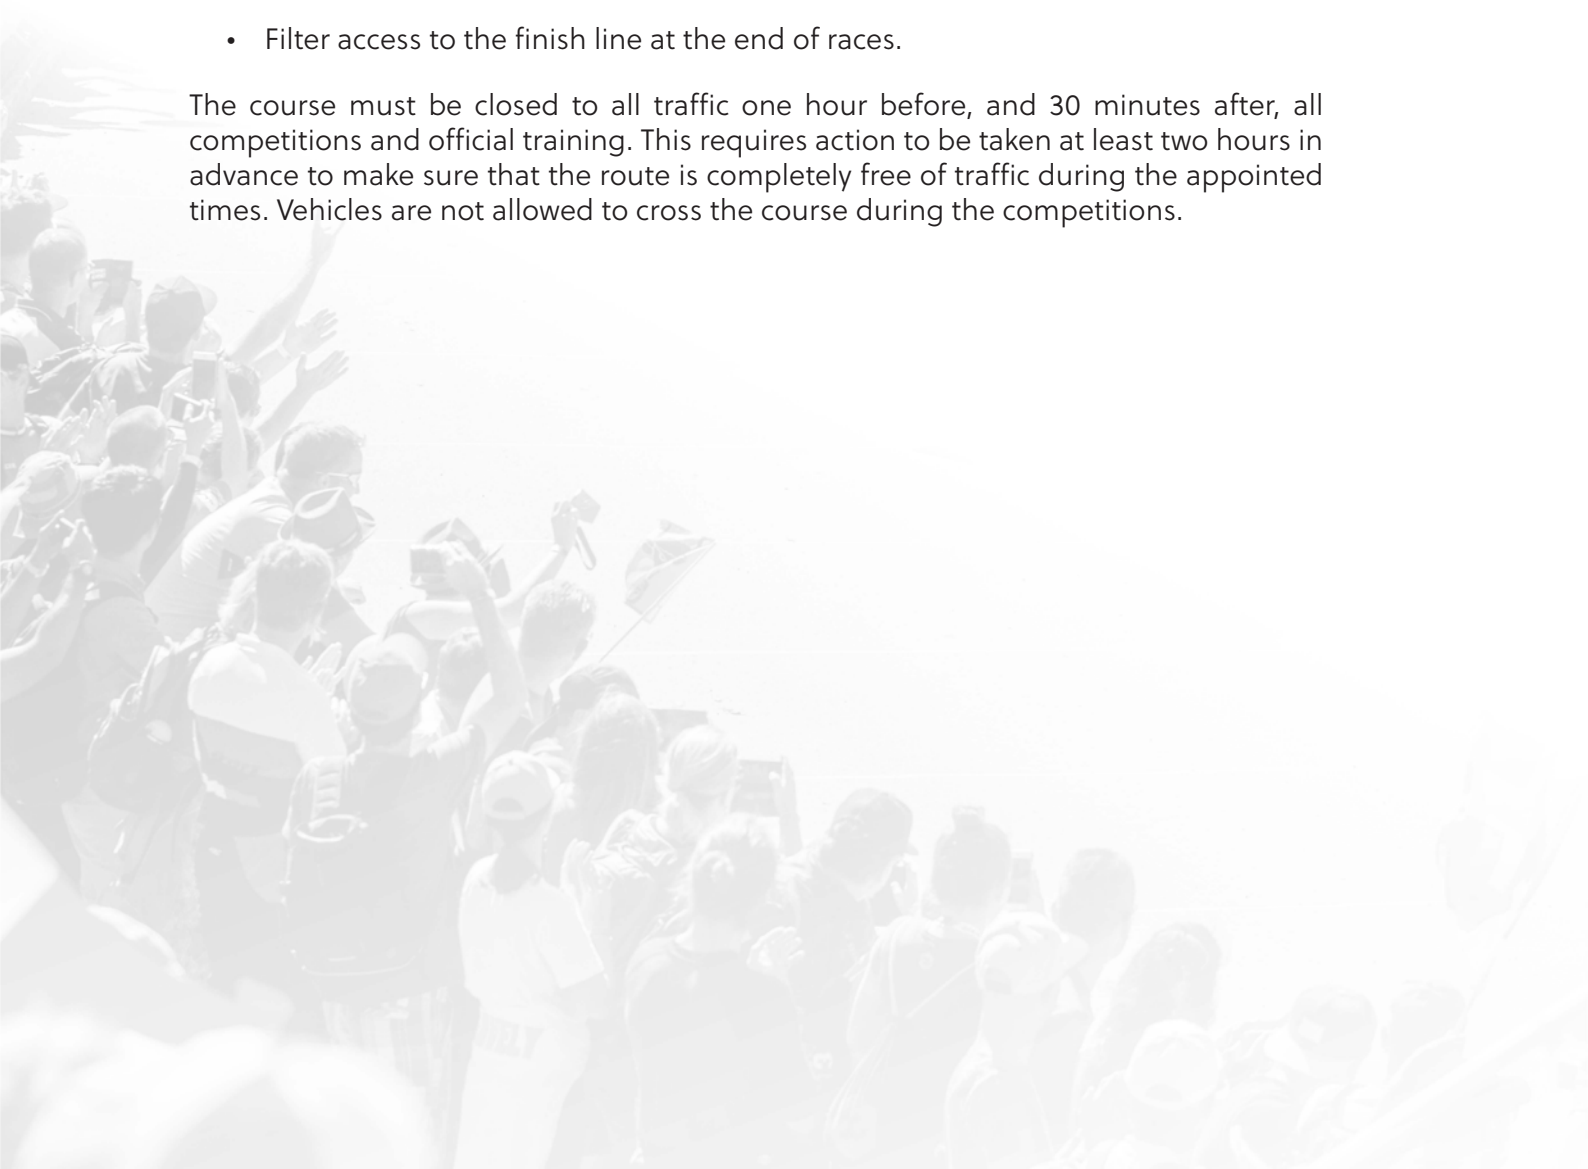 • Filter access to the finish line at the end of races.
The course must be closed to all traffic one hour before, and 30 minutes after, all
competitions and official training. This requires action to be taken at least two hours in
advance to make sure that the route is completely free of traffic during the appointed
times. Vehicles are not allowed to cross the course during the competitions.